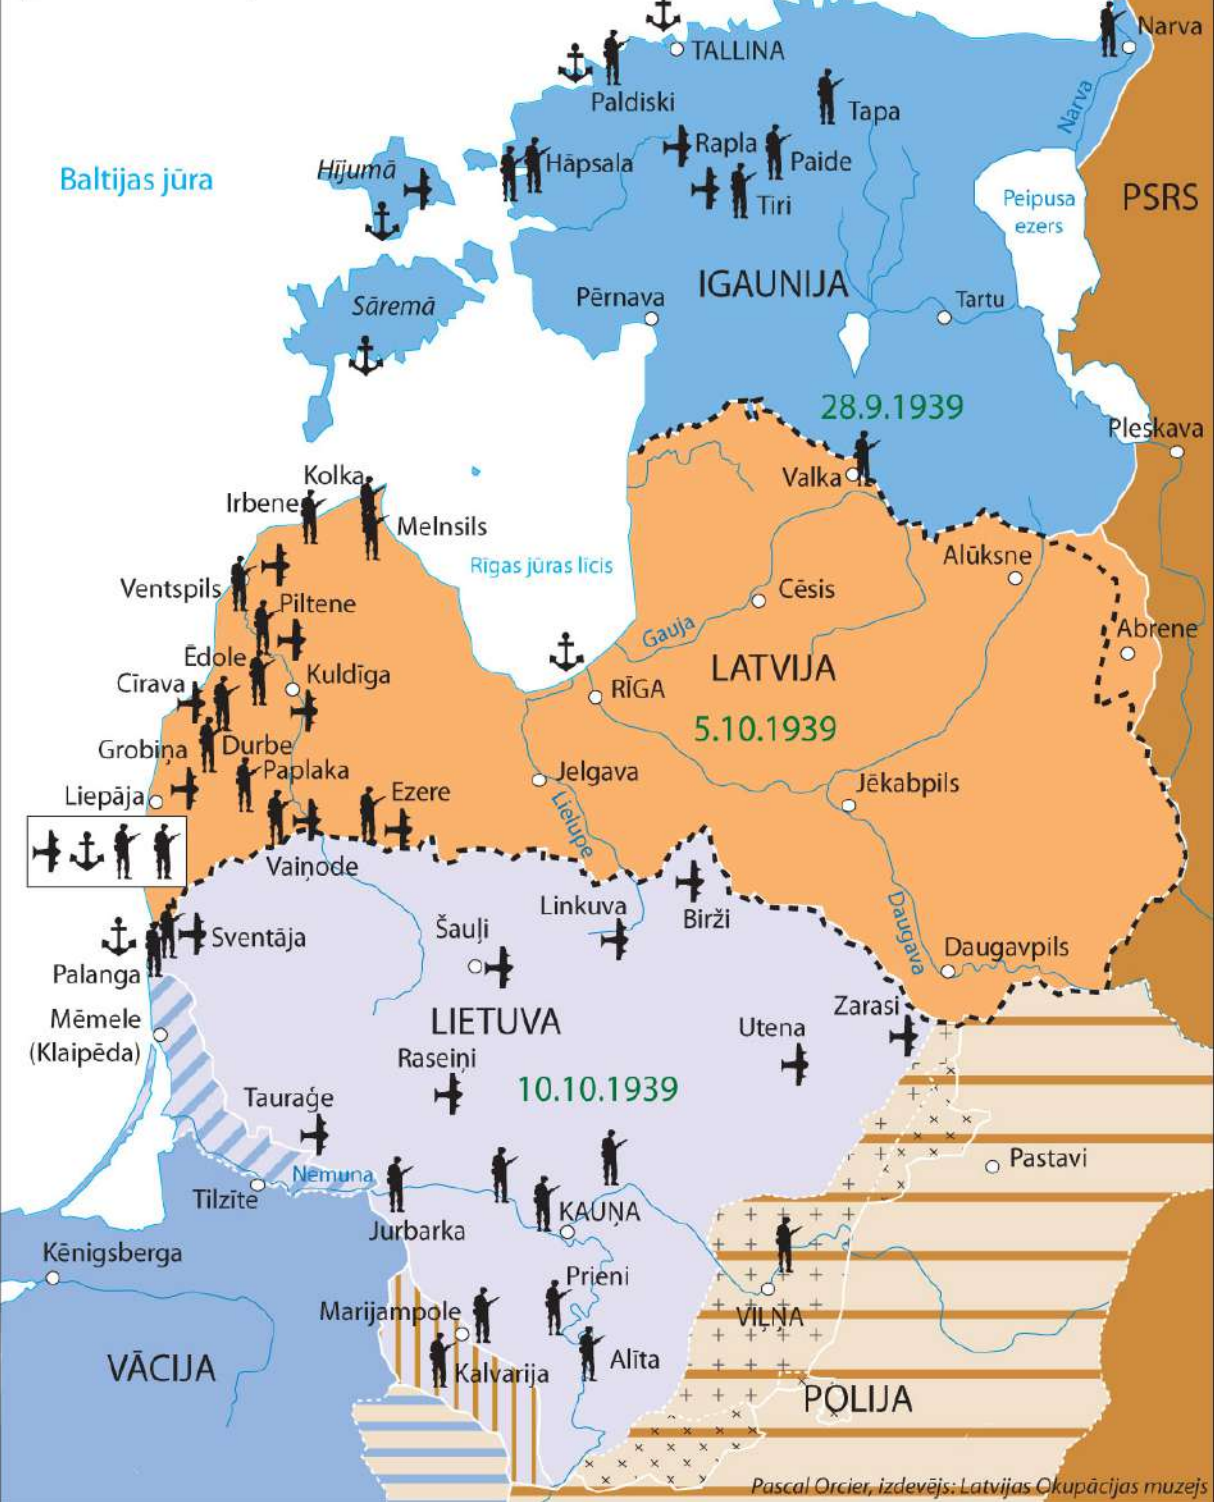 Narva
TALLINA
Paldiski
Tapa
Narva
Rapla
Paide
Hāpsala
Hījumā
Baltijas jūra
Tiri
Peipusa
ezers
PSRS
IGAUNIJA
Pērnava
Sāremā
Tartu
28.9.1939
Pleskava
Valka
Kolka
Irbene
Melnsils
Rīgas jūras līcis
Alūksne
Ventspils
Cēsis
Piltene
Gauja
Abrene
Ēdole
LATVIJA
Kuldīga
Cīrava
RĪGA
5.10.1939
Grobiņa
Durbe
Paplaka
Jelgava
Jēkabpils
Ezere
Liepāja
Lielupe
Vaiņode
Linkuva
Birži
Daugava
Šauļi
Sventāja
Daugavpils
Palanga
Zarasi
Mēmele
(Klaipēda)
LIETUVA
Utena
Raseiņi
10.10.1939
Tauraģe
Pastavi
Nemuna
Tilzīte
KAUŅA
Jurbarka
Kēnigsberga
Prieni
Marijampole
VIĻŅA
VĀCIJA
Kalvarija
Alīta
POLIJA
Pascal Orcier, izdevējs: Latvijas Okupācijas muzejs